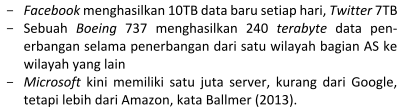 - Facebook menghasilkan 10TB data baru setiap hari, Twitter 7TB
- Sebuah Boeing 737 menghasilkan 240 terabyte data pen-
erbangan selama penerbangan dari satu wilayah bagian AS ke
wilayah yang lain
- Microsoft kini memiliki satu juta server, kurang dari Google,
tetapi lebih dari Amazon, kata Ballmer (2013).